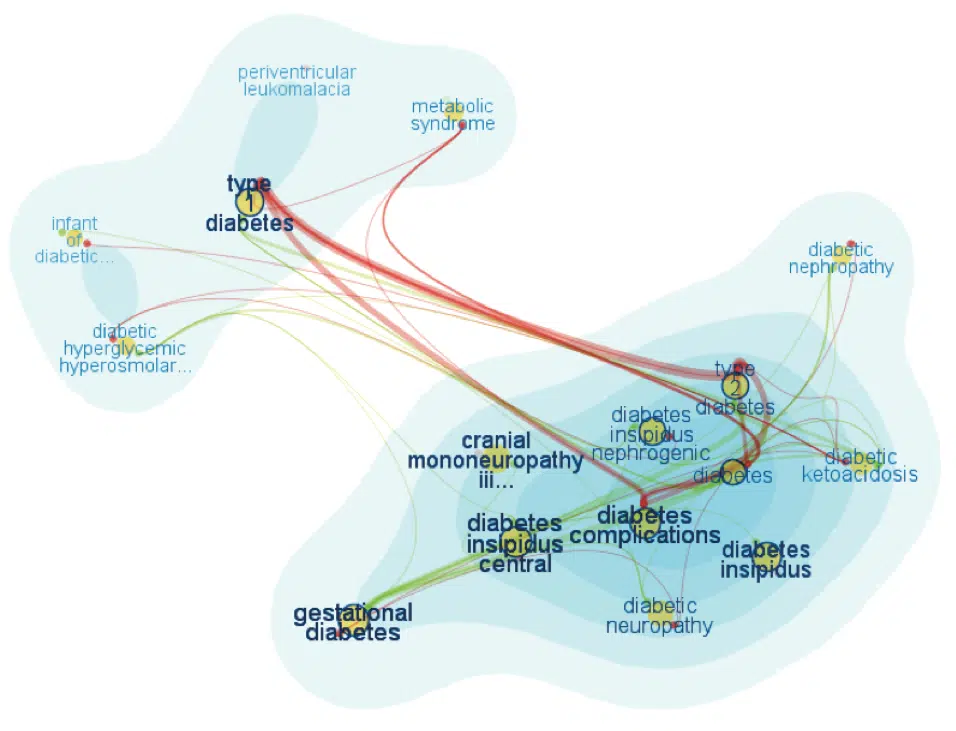 periventricular
leukomalacia
metabolic
syndrome
type
1
diabetes
infant
of
diabetic...
diabetic
nephropathy
diabetic
hyperglycemic
hyperosmolar...
type
2
diabetes
diabetes
insipidus
nephrogenic
cranial
mononeuropathy
iii...
diabetes
diabetic
ketoacidosis
diabetes
complications
diabetes
insipidus
central
diabetes
insipidus
gestational
diabetes
diabetic
neuropathy